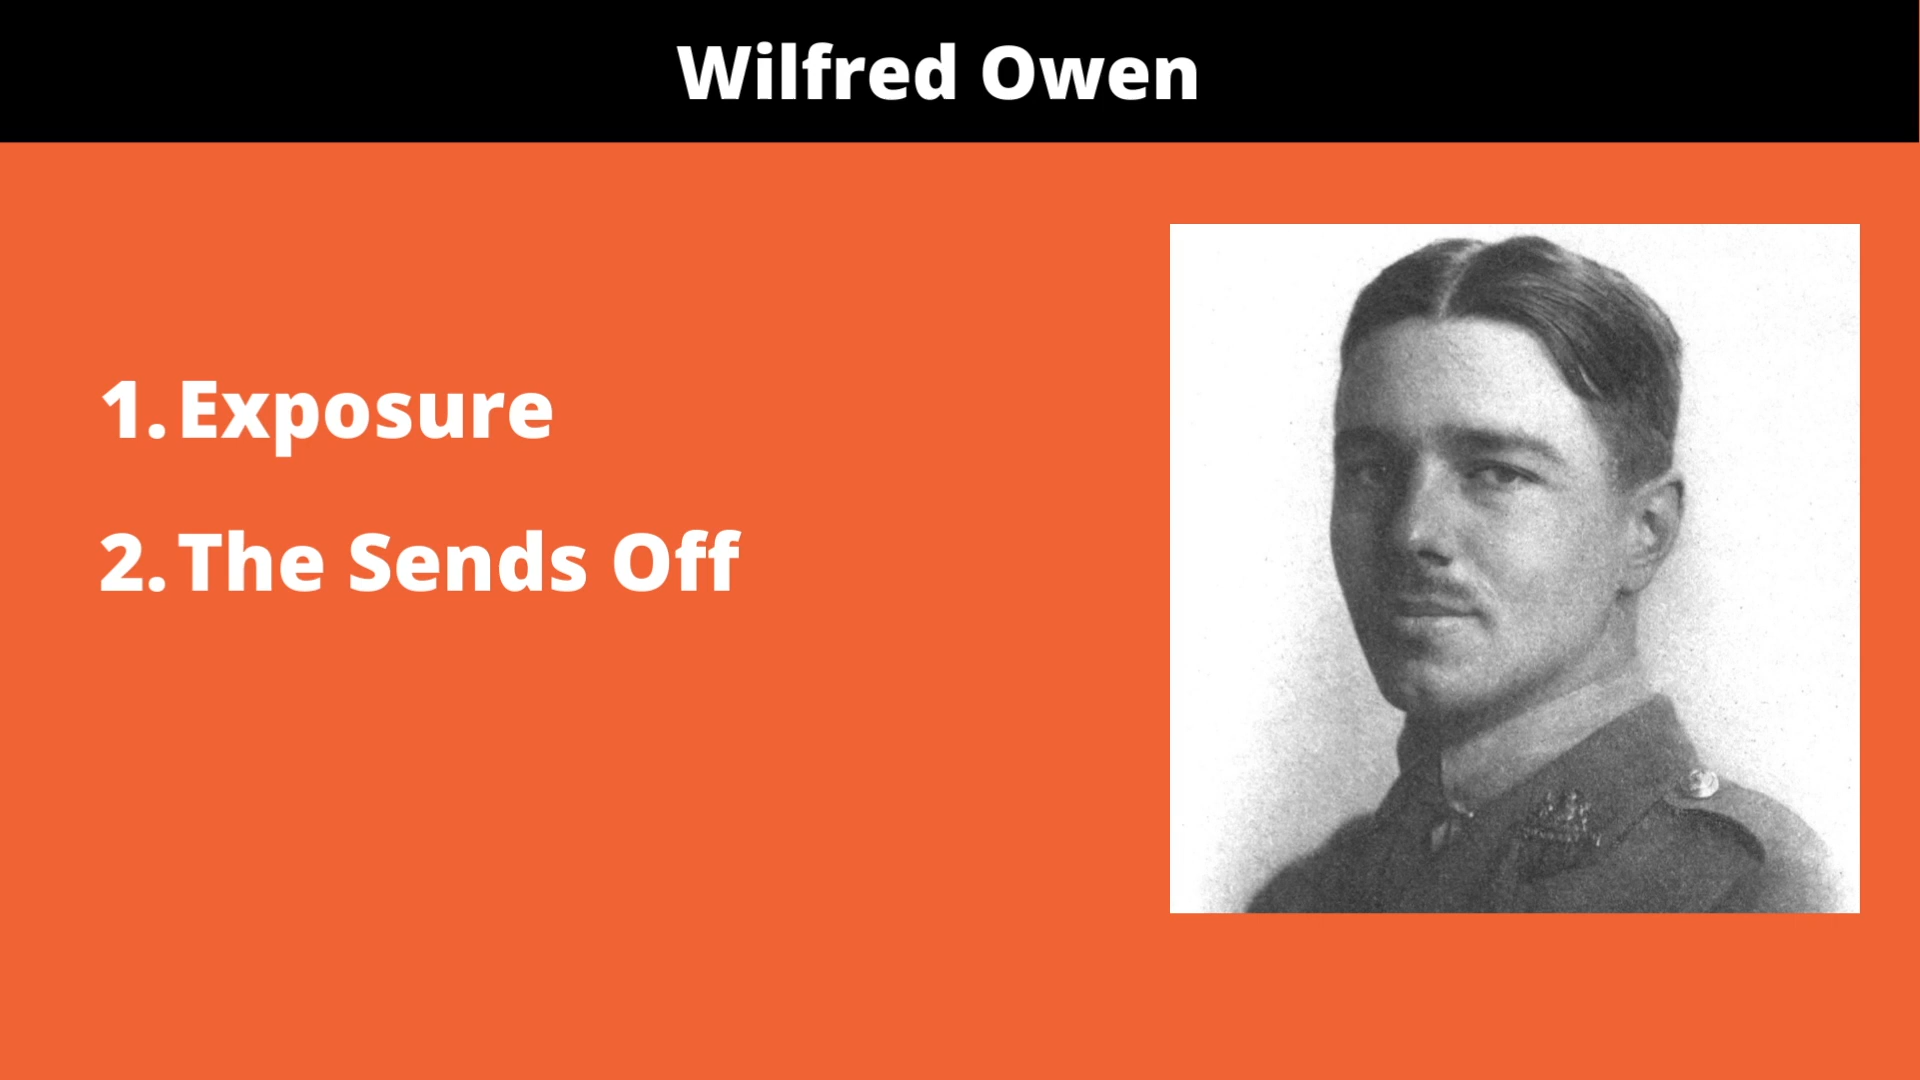 Wilfred Owen
1. Exposure
2. The Sends Off